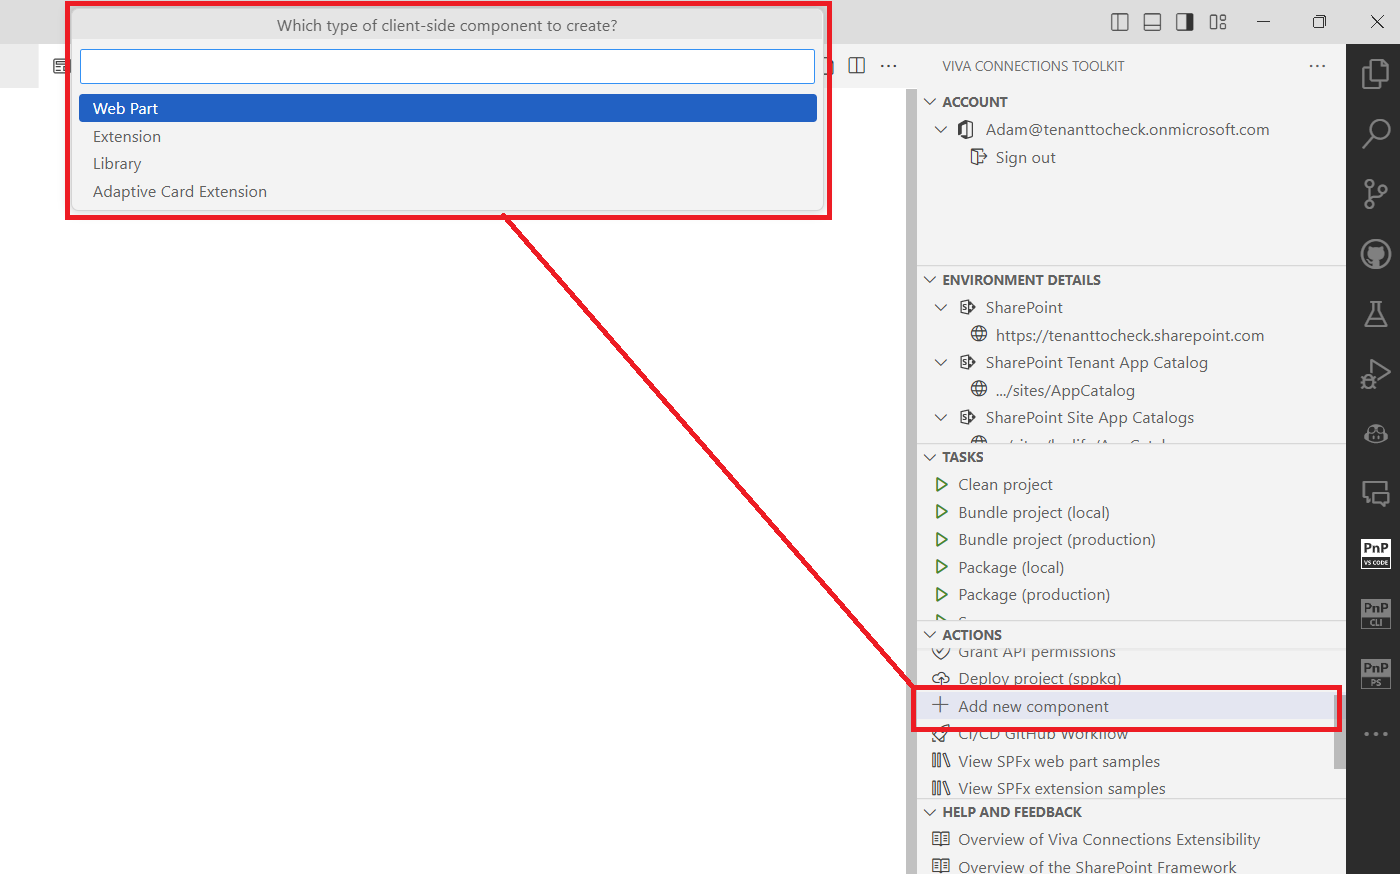 Which type of client-side component to create?
Web Part
Extension
Library
Adaptive Card Extension
VIVA CONNECTIONS TOOLKIT
ACCOUNT
Adam@tenanttocheck.onmicrosoft.com
Sign out
ENVIRONMENT DETAILS
SharePoint
https://tenanttocheck.sharepoint.com
SharePoint Tenant App Catalog
.../sites/AppCatalog
SharePoint Site App Catalogs
TASKS
Clean project
Bundle project (local)
Bundle project (production)
Package (local)
Package (production)
ACTIONS
Grant API permissions
Deploy project (sppkg)
Add new component
CI/CD GitHub Workflow
View SPFx web part samples
View SPFx extension samples
HELP AND FEEDBACK
Overview of Viva Connections Extensibility
Overview of the SharePoint Framework
PnP
VS CODE
PnP
CLI
PnP
PS